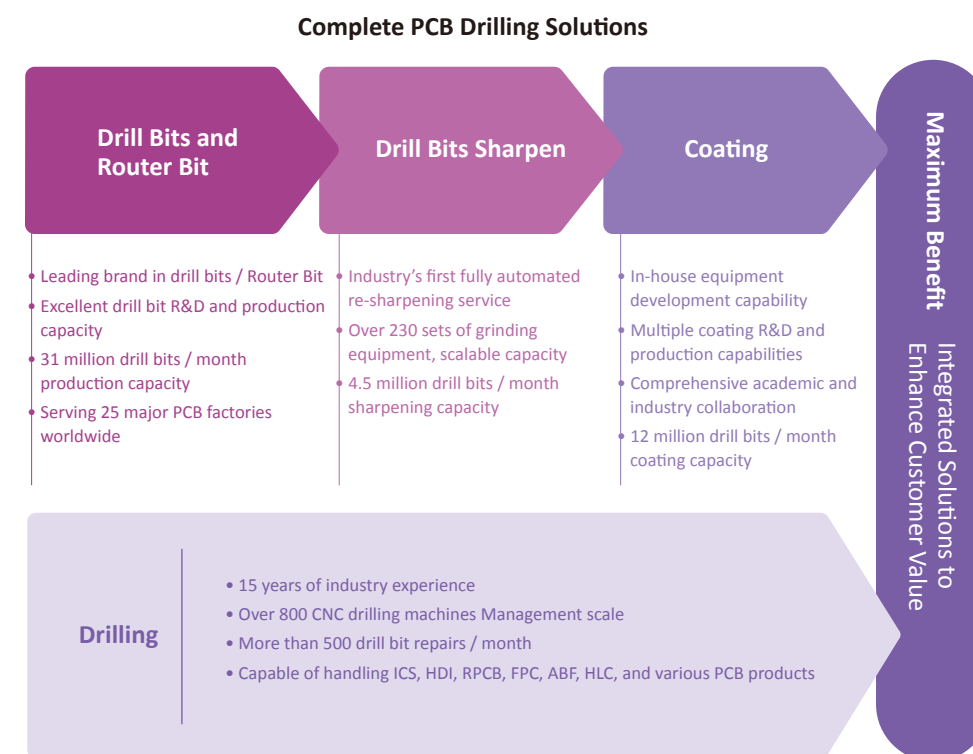 Complete PCB Drilling Solutions
Drill Bits and
Router Bit
• Leading brand in drill bits / Router Bit
• Excellent drill bit R&D and production
capacity
• 31 million drill bits / month
production capacity
• Serving 25 major PCB factories
worldwide
Drill Bits Sharpen
• Industry's first fully automated
re-sharpening service
• Over 230 sets of grinding
equipment, scalable capacity
• 4.5 million drill bits / month
sharpening capacity
Coating
• In-house equipment
development capability
• Multiple coating R&D and
production capabilities
• Comprehensive academic and
industry collaboration
• 12 million drill bits / month
coating capacity
Drilling
• 15 years of industry experience
• Over 800 CNC drilling machines Management scale
• More than 500 drill bit repairs / month
• Capable of handling ICS, HDI, RPCB, FPC, ABF, HLC, and various PCB products
Maximum Benefit
Integrated Solutions to
Enhance Customer Value